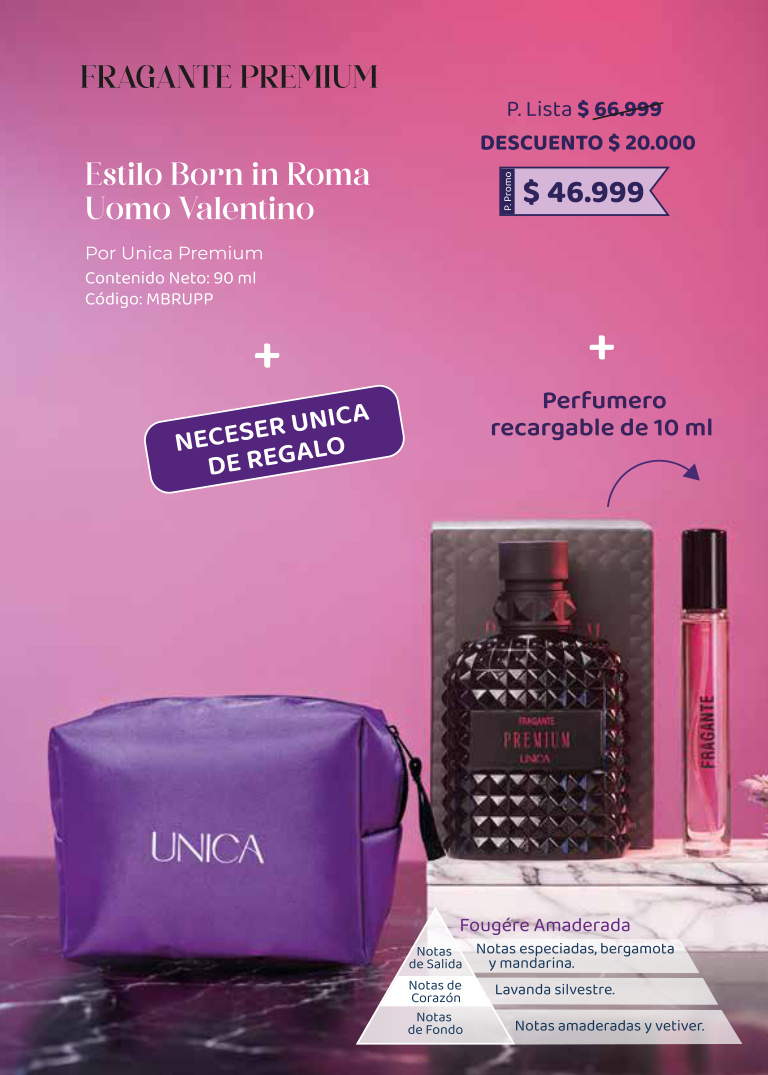 FRAGANTE PREMIUM
P. Lista $ 66.999
DESCUENTO $ 20.000
P. Promo $ 46.999
Estilo Born in Roma
Uomo Valentino
Por Unica Premium
Contenido Neto: 90 ml
Código: MBRUPP
+
+
NECESER UNICA
DE REGALO
Perfumero
recargable de 10 ml
FRAGANTE
PREMIUM
UNICA
FRAGANTE
UNICA
Fougére Amaderada
Notas
de Salida
Notas especiadas, bergamota
y mandarina.
Notas de
Corazón
Lavanda silvestre.
Notas
de Fondo
Notas amaderadas y vetiver.